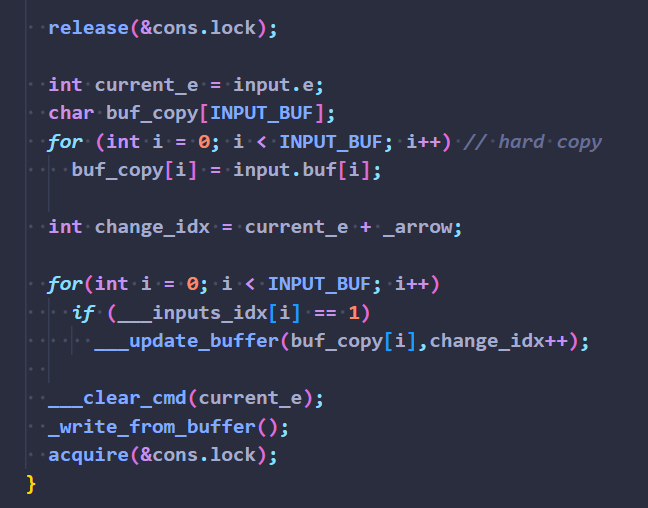 release(&cons.lock);
int current_e = input.e;
char buf_copy[INPUT_BUF];
for (int i = 0; i < INPUT_BUF; i++) // hard copy
buf_copy[i] = input.buf[i];
int change_idx = current_e + _arrow;
for(int i = 0; i < INPUT_BUF; i++)
if (___inputs_idx[i] == 1)
___update_buffer(buf_copy[i],change_idx++);
___clear_cmd(current_e);
_write_from_buffer();
acquire(&cons.lock);
}